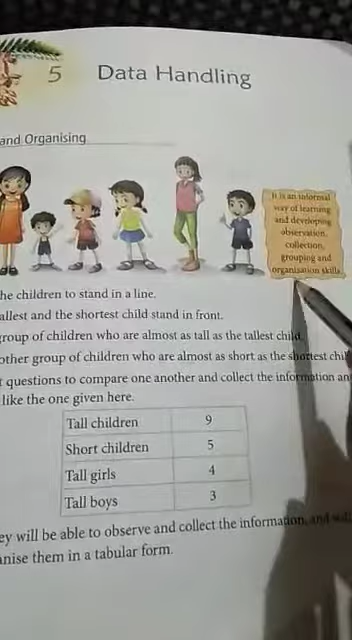 5 Data Handling
and Organising
It is an informal
way of learning
and developing
observation,
collection,
grouping and
organisation skills.
he children to stand in a line.
allest and the shortest child stand in front.
group of children who are almost as tall as the tallest child.
other group of children who are almost as short as the shortest chil
t questions to compare one another and collect the information an
like the one given here.
Tall children 9
Short children 5
Tall girls 4
Tall boys 3
ey will be able to observe and collect the information, and
anise them in a tabular form.